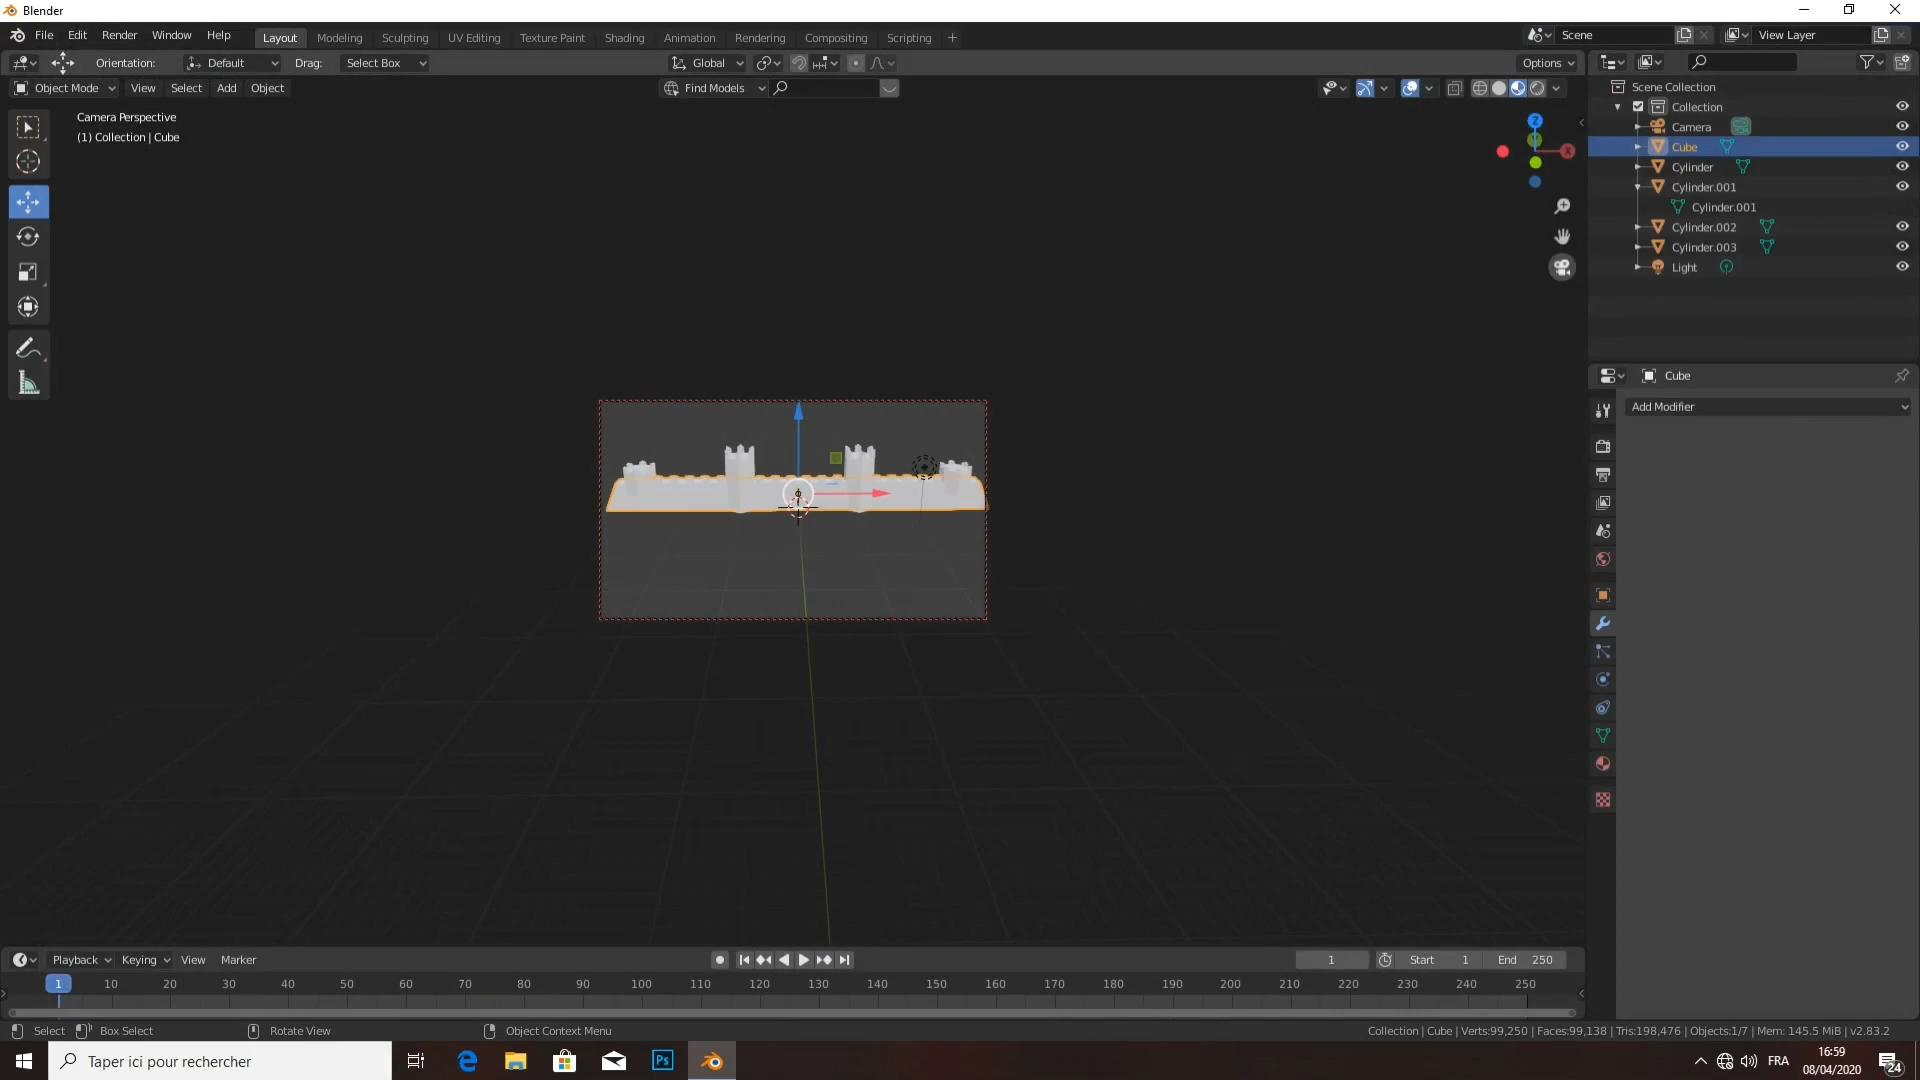 Blender
File Edit Render Window Help Layout Modeling Sculpting UV Editing Texture Paint Shading Animation Rendering Compositing Scripting + Scene View Layer
Orientation: Default Drag: Select Box Global Options
Object Mode View Select Add Object Find Models
Camera Perspective
(1) Collection | Cube
Z
X
Scene Collection
Collection
Camera
Cube
Cylinder
Cylinder.001
Cylinder.001
Cylinder.002
Cylinder.003
Light
Cube
Add Modifier
Playback Keying View Marker 1 Start 1 End 250
1 10 20 30 40 50 60 70 80 90 100 110 120 130 140 150 160 170 180 190 200 210 220 230 240 250
Select Box Select Rotate View Object Context Menu Collection | Cube | Verts:99,250 | Faces:99,138 | Tris:198,476 | Objects:1/7 | Mem: 145.5 MiB | v2.83.2
Taper ici pour rechercher Ps FRA 16:59
08/04/2020 24